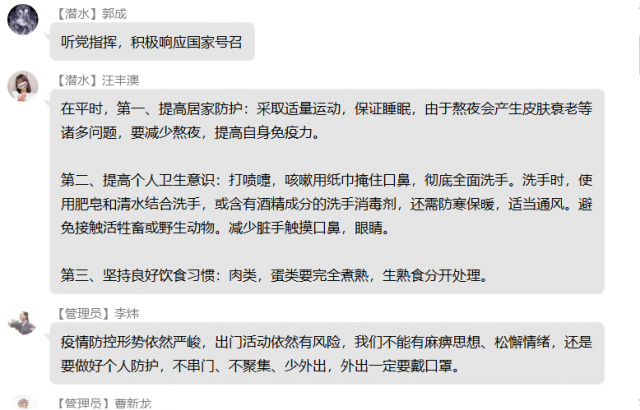 【潜水】郭成
听党指挥，积极响应国家号召
【潜水】汪丰澳
在平时，第一、提高居家防护：采取适量运动，保证睡眠，由于熬夜会产生皮肤衰老等
诸多问题，要减少熬夜，提高自身免疫力。
第二、提高个人卫生意识：打喷嚏，咳嗽用纸巾掩住口鼻，彻底全面洗手。洗手时，使
用肥皂和清水结合洗手，或含有酒精成分的洗手消毒剂，还需防寒保暖，适当通风。避
免接触活牲畜或野生动物。减少脏手触摸口鼻，眼睛。
第三、坚持良好饮食习惯：肉类，蛋类要完全煮熟，生熟食分开处理。
【管理员】李炜
疫情防控形势依然严峻，出门活动依然有风险，我们不能有麻痹思想、松懈情绪，还是
要做好个人防护，不串门、不聚集、少外出，外出一定要戴口罩。
【管理员】曹新龙